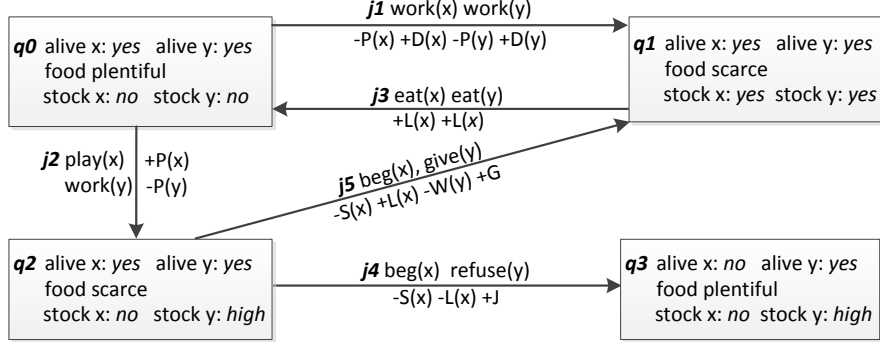 j1 work(x) work(y)
-P(x) +D(x) -P(y) +D(y)
q0 alive x: yes alive y: yes
food plentiful
stock x: no stock y: no
q1 alive x: yes alive y: yes
food scarce
stock x: yes stock y: yes
j3 eat(x) eat(y)
+L(x) +L(x)
j2 play(x) +P(x)
work(y) -P(y)
j5 beg(x), give(y)
-S(x) +L(x) -W(y) +G
q2 alive x: yes alive y: yes
food scarce
stock x: no stock y: high
j4 beg(x) refuse(y)
-S(x) -L(x) +J
q3 alive x: no alive y: yes
food plentiful
stock x: no stock y: high